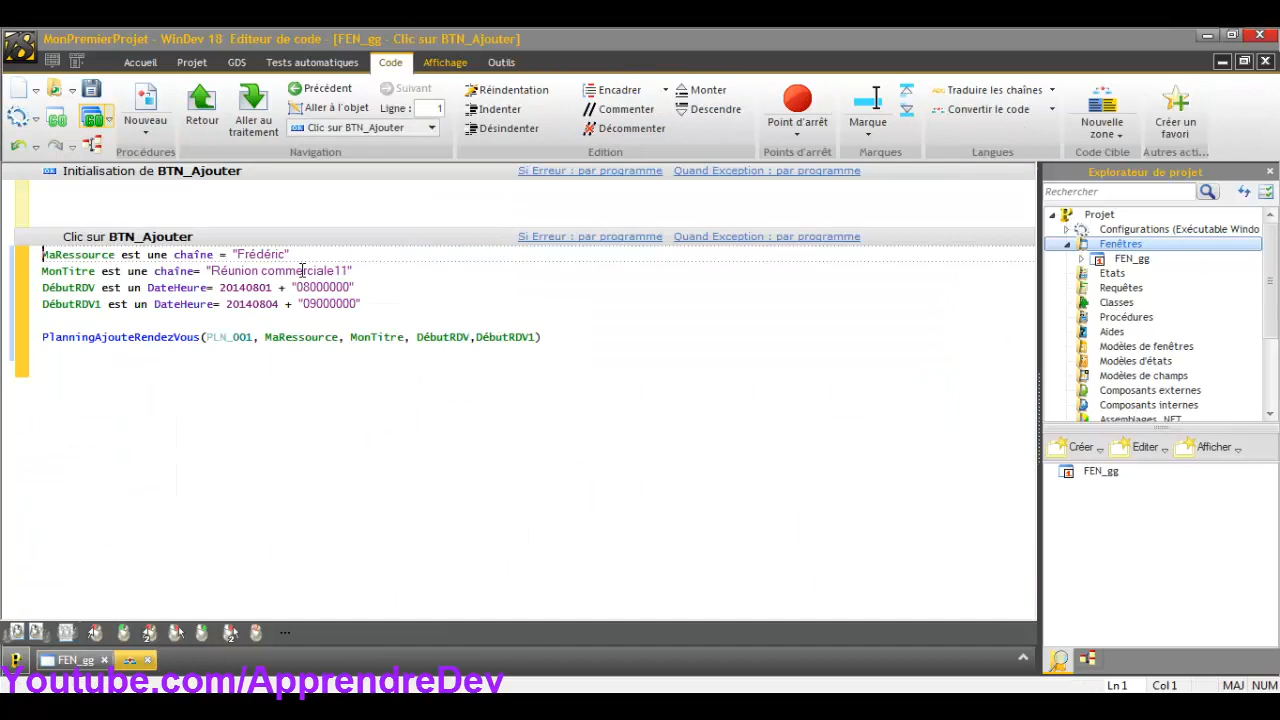 MonPremierProjet - WinDev 18 Editeur de code - [FEN_gg - Clic sur BTN_Ajouter]
Accueil Projet GDS Tests automatiques Code Affichage Outils
Nouveau
Procédures
Retour
Aller au traitement
Précédent Suivant
Aller à l'objet Ligne : 1
Clic sur BTN_Ajouter
Navigation
Réindentation
Indenter
Désindenter
Encadrer
Commenter
Décommenter
Monter
Descendre
Edition
Point d'arrêt
Points d'arrêt
Marque
Marques
Traduire les chaînes
Convertir le code
Langues
Nouvelle zone
Code Cible
Créer un favori
Autres acti...
Initialisation de BTN_Ajouter Si Erreur : par programme Quand Exception : par programme
Clic sur BTN_Ajouter Si Erreur : par programme Quand Exception : par programme
MaRessource est une chaîne = "Frédéric"
MonTitre est une chaîne= "Réunion commerciale11"
DébutRDV est un DateHeure= 20140801 + "08000000"
DébutRDV1 est un DateHeure= 20140804 + "09000000"
PlanningAjouteRendezVous(PLN_001, MaRessource, MonTitre, DébutRDV,DébutRDV1)
Explorateur de projet
Rechercher
Projet
Configurations (Exécutable Windo
Fenêtres
FEN_gg
Etats
Requêtes
Classes
Procédures
Aides
Modèles de fenêtres
Modèles d'états
Modèles de champs
Composants externes
Composants internes
Assemblages .NET
Créer Editer Afficher
FEN_gg
...
FEN_gg
Youtube.com/ApprendreDev
Ln 1 Col 1 MAJ NUM